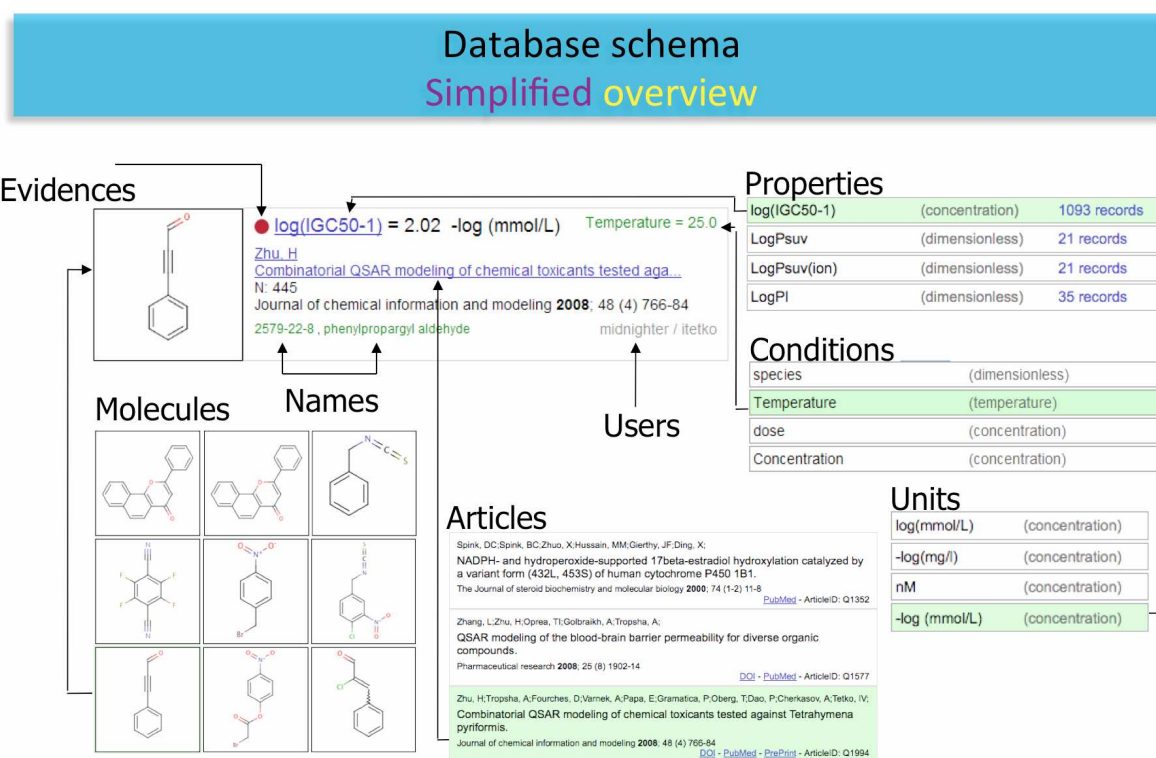 Database schema
Simplified overview
Evidences
log(IGC50-1) = 2.02 -log (mmol/L)
Temperature = 25.0
Zhu, H
Combinatorial QSAR modeling of chemical toxicants tested aga...
N: 445
Journal of chemical information and modeling 2008; 48 (4) 766-84
2579-22-8 , phenylpropargyl aldehyde
midnighter / itetko
Names
Users
Properties
log(IGC50-1) (concentration) 1093 records
LogPsuv (dimensionless) 21 records
LogPsuv(ion) (dimensionless) 21 records
LogPI (dimensionless) 35 records
Conditions
species (dimensionless)
Temperature (temperature)
dose (concentration)
Concentration (concentration)
Units
log(mmol/L) (concentration)
-log(mg/l) (concentration)
nM (concentration)
-log (mmol/L) (concentration)
Molecules
Articles
Spink, DC;Spink, BC;Zhuo, X;Hussain, MM;Gierthy, JF;Ding, X;
NADPH- and hydroperoxide-supported 17beta-estradiol hydroxylation catalyzed by
a variant form (432L, 453S) of human cytochrome P450 1B1.
The Journal of steroid biochemistry and molecular biology 2000; 74 (1-2) 11-8
PubMed - ArticleID: Q1352
Zhang, L;Zhu, H;Oprea, TI;Golbraikh, A;Tropsha, A;
QSAR modeling of the blood-brain barrier permeability for diverse organic
compounds.
Pharmaceutical research 2008; 25 (8) 1902-14
DOI - PubMed - ArticleID: Q1577
Zhu, H;Tropsha, A;Fourches, D;Varnek, A;Papa, E;Gramatica, P;Oberg, T;Dao, P;Cherkasov, A;Tetko, IV;
Combinatorial QSAR modeling of chemical toxicants tested against Tetrahymena
pyriformis.
Journal of chemical information and modeling 2008; 48 (4) 766-84
DOI - PubMed - PrePrint - ArticleID: Q1994